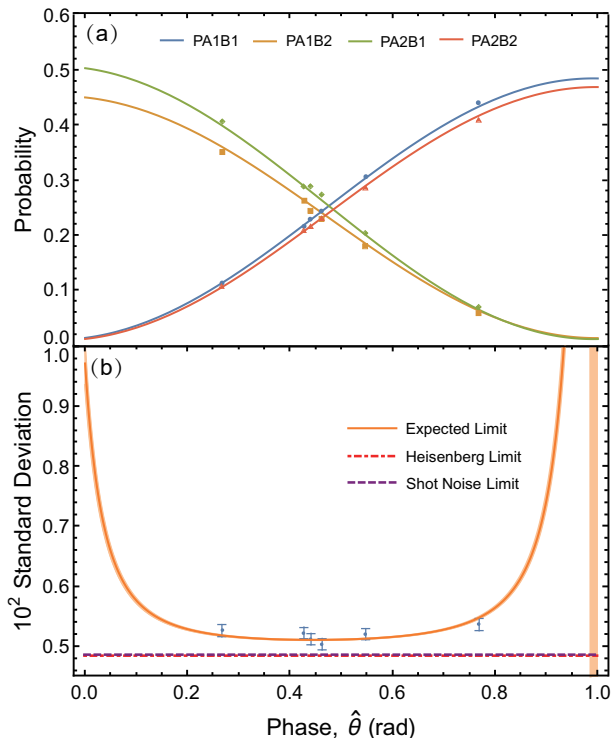 (a)
PA1B1 PA1B2 PA2B1 PA2B2
0.6
0.5
0.4
0.3
0.2
0.1
0.0
Probability
(b)
1.0
0.9
0.8
0.7
0.6
0.5
10² Standard Deviation
Expected Limit
Heisenberg Limit
Shot Noise Limit
0.0 0.2 0.4 0.6 0.8 1.0
Phase, θ̂ (rad)